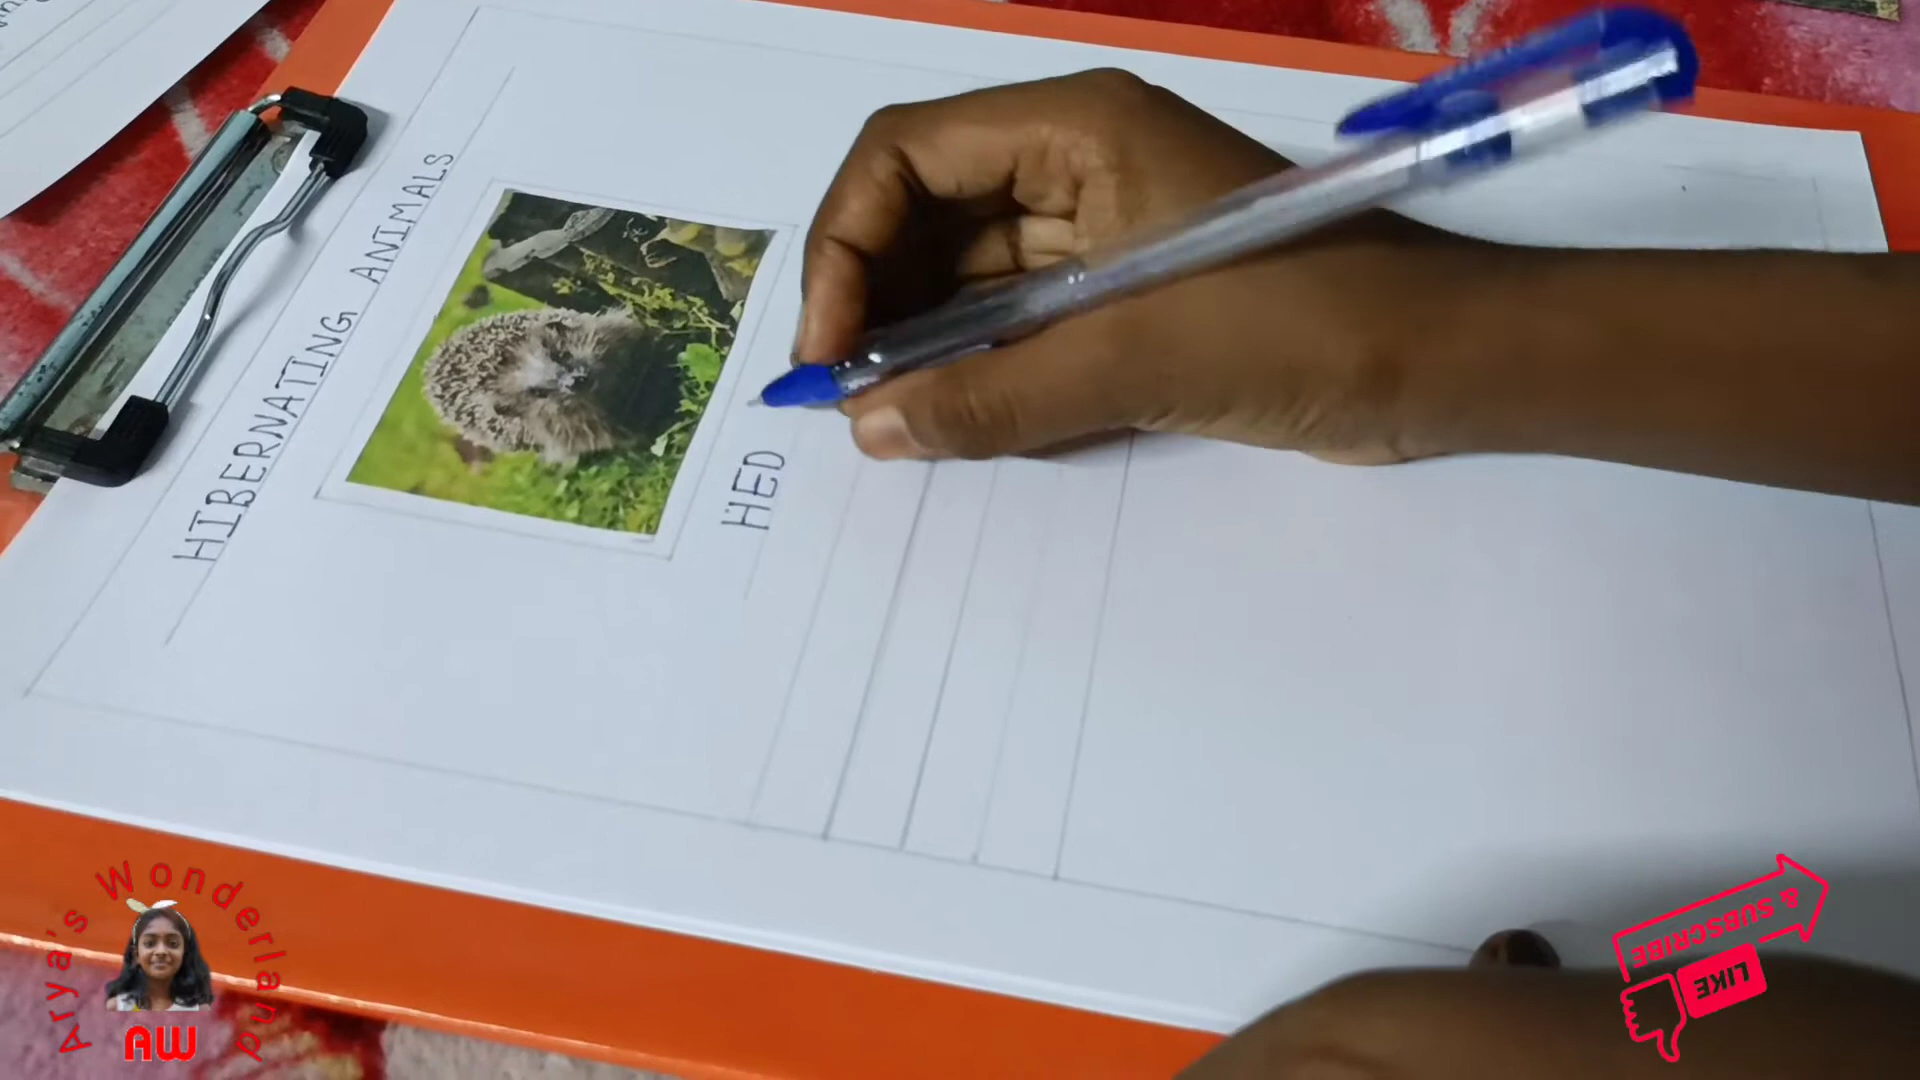 HIBERNATING ANIMALS
HED
Arya's Wonderland
AW
LIKE
& SUBSCRIBE